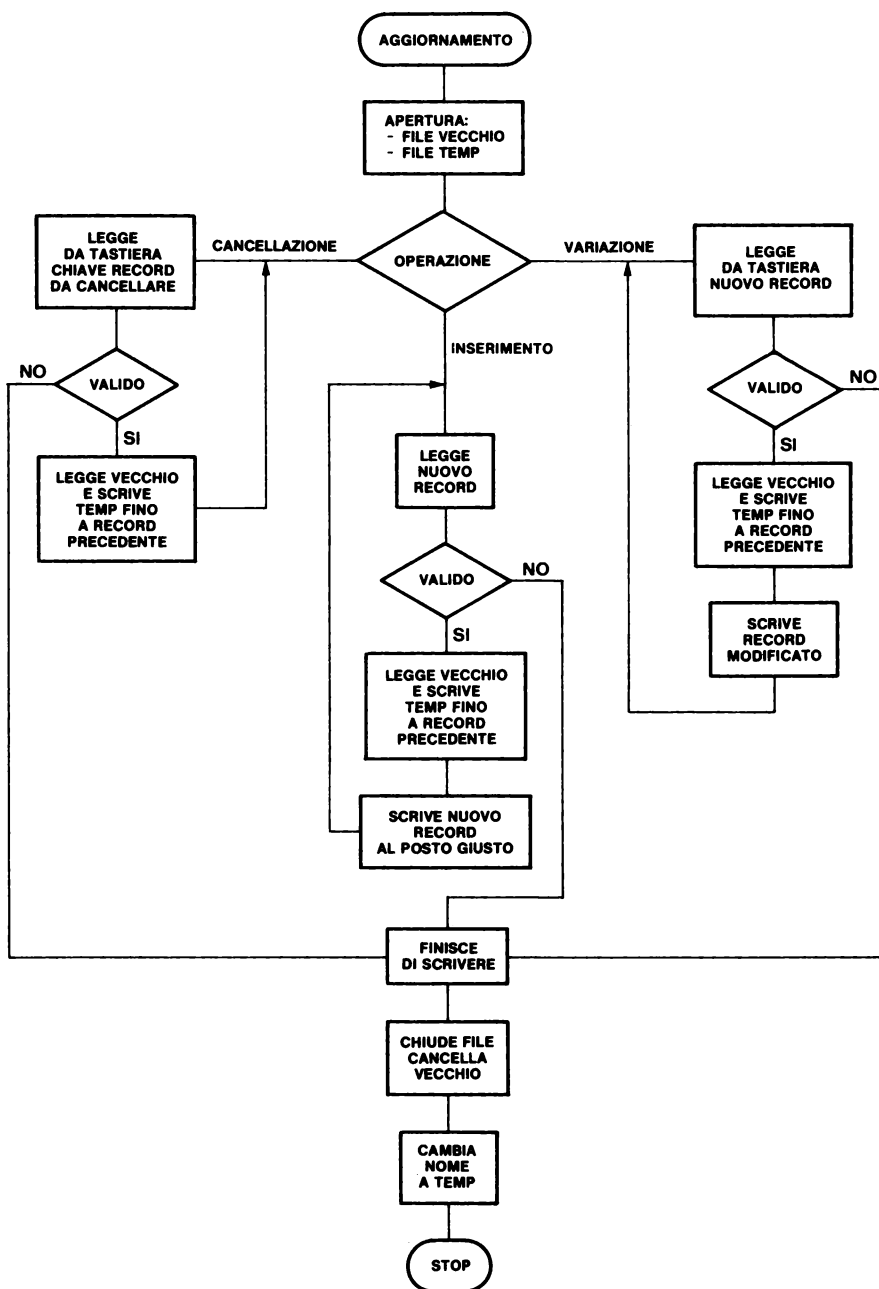 AGGIORNAMENTO
APERTURA:
- FILE VECCHIO
- FILE TEMP
OPERAZIONE
CANCELLAZIONE
LEGGE
DA TASTIERA
CHIAVE RECORD
DA CANCELLARE
VALIDO
NO
SI
LEGGE VECCHIO
E SCRIVE
TEMP FINO
A RECORD
PRECEDENTE
INSERIMENTO
LEGGE
NUOVO
RECORD
VALIDO
NO
SI
LEGGE VECCHIO
E SCRIVE
TEMP FINO
A RECORD
PRECEDENTE
SCRIVE NUOVO
RECORD
AL POSTO GIUSTO
VARIAZIONE
LEGGE
DA TASTIERA
NUOVO RECORD
VALIDO
NO
SI
LEGGE VECCHIO
E SCRIVE
TEMP FINO
A RECORD
PRECEDENTE
SCRIVE
RECORD
MODIFICATO
FINISCE
DI SCRIVERE
CHIUDE FILE
CANCELLA
VECCHIO
CAMBIA
NOME
A TEMP
STOP